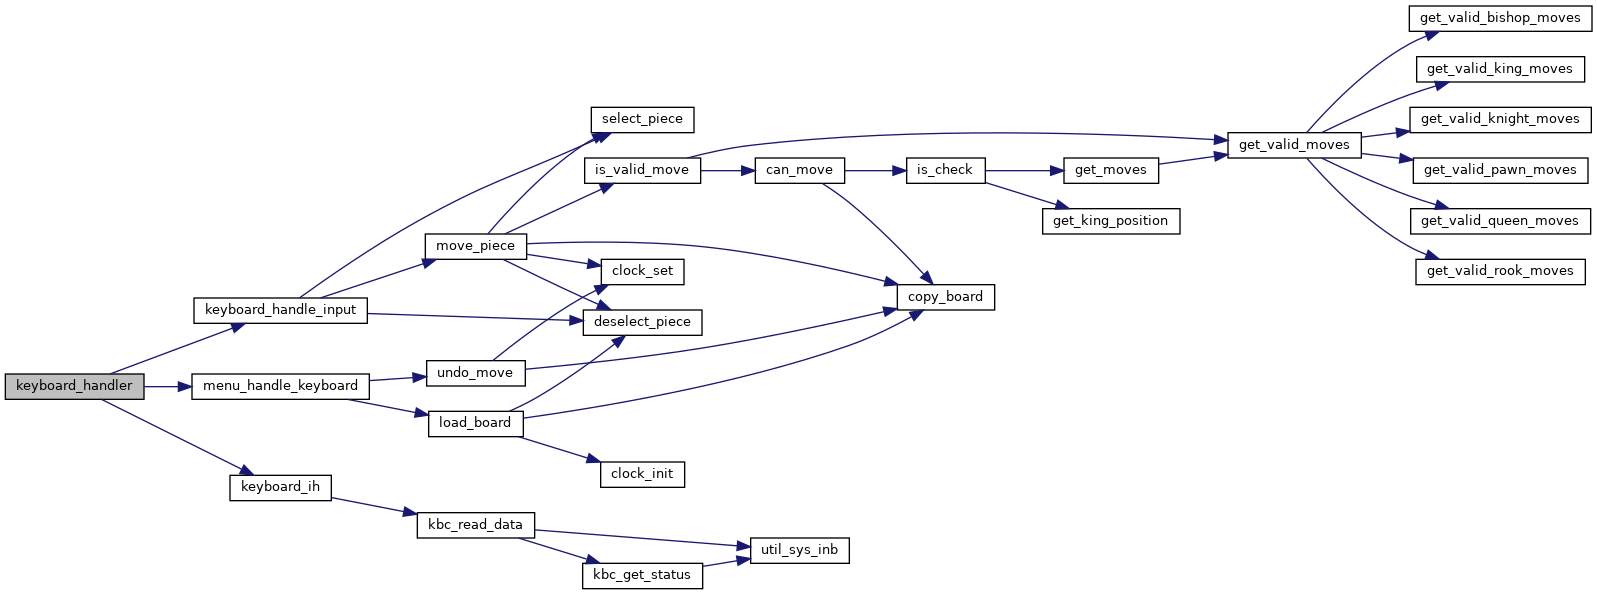 keyboard_handler
keyboard_handle_input
menu_handle_keyboard
keyboard_ih
move_piece
undo_move
load_board
kbc_read_data
select_piece
is_valid_move
clock_set
deselect_piece
clock_init
kbc_get_status
can_move
util_sys_inb
is_check
copy_board
get_moves
get_king_position
get_valid_moves
get_valid_bishop_moves
get_valid_king_moves
get_valid_knight_moves
get_valid_pawn_moves
get_valid_queen_moves
get_valid_rook_moves